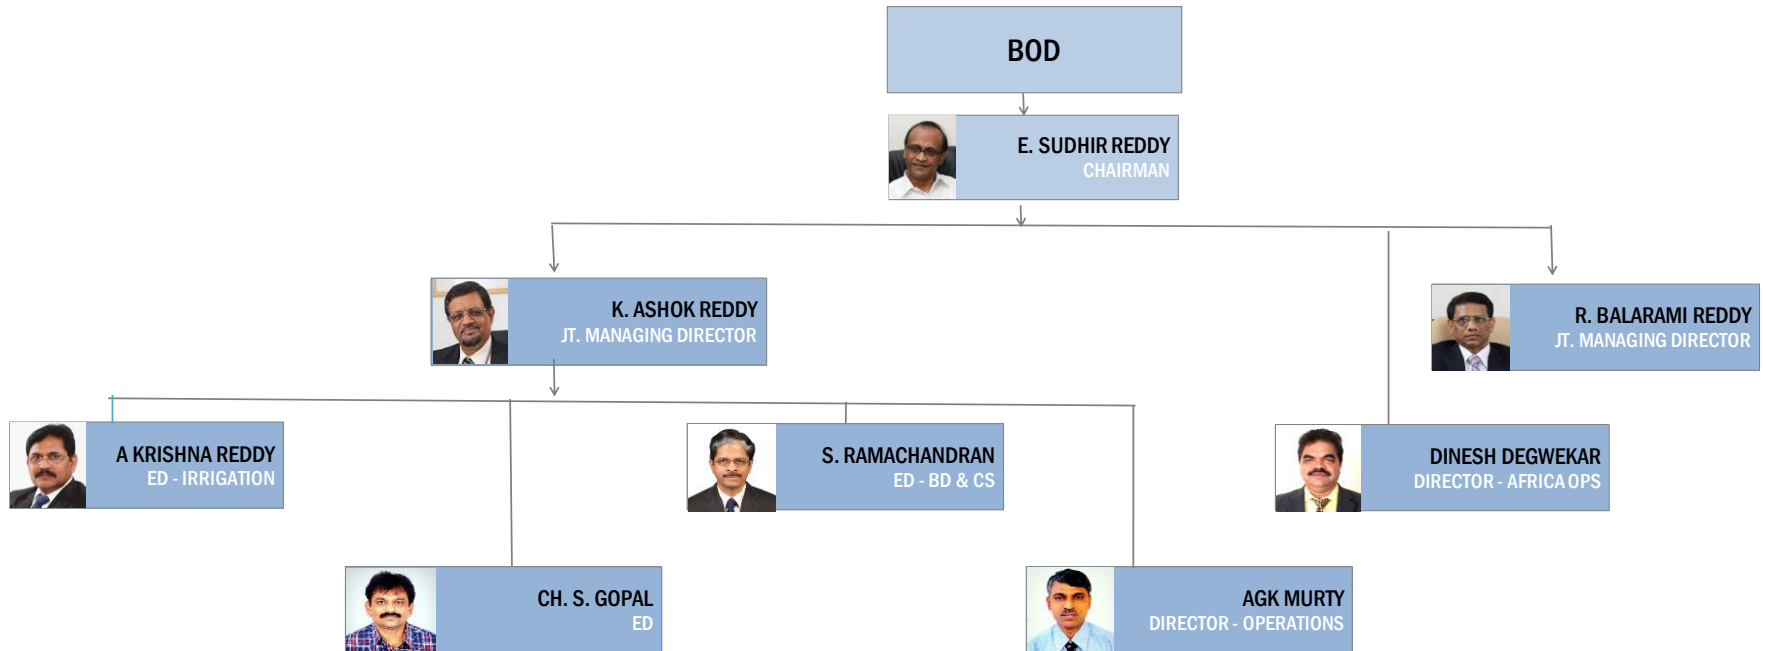 BOD
E. SUDHIR REDDY
CHAIRMAN
K. ASHOK REDDY
JT. MANAGING DIRECTOR
R. BALARAMI REDDY
JT. MANAGING DIRECTOR
A KRISHNA REDDY
ED - IRRIGATION
S. RAMACHANDRAN
ED - BD & CS
DINESH DEGWEKAR
DIRECTOR - AFRICA OPS
CH. S. GOPAL
ED
AGK MURTY
DIRECTOR - OPERATIONS